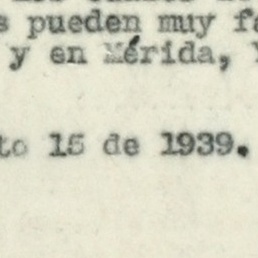 s pueden muy fa
y en Mérida, Y
to 15 de 1939.